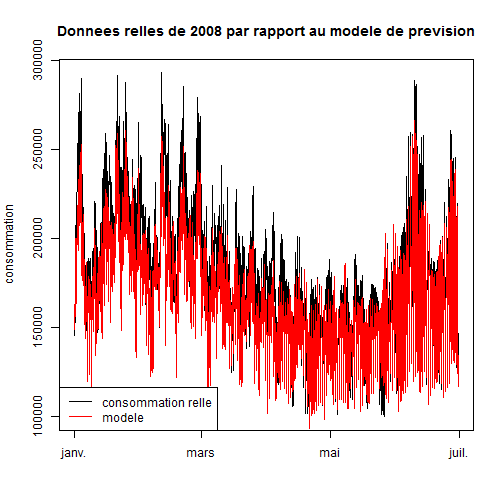 Donnees relles de 2008 par rapport au modele de prevision
consommation
300000
250000
200000
150000
100000
consommation relle
modele
janv.
mars
mai
juil.